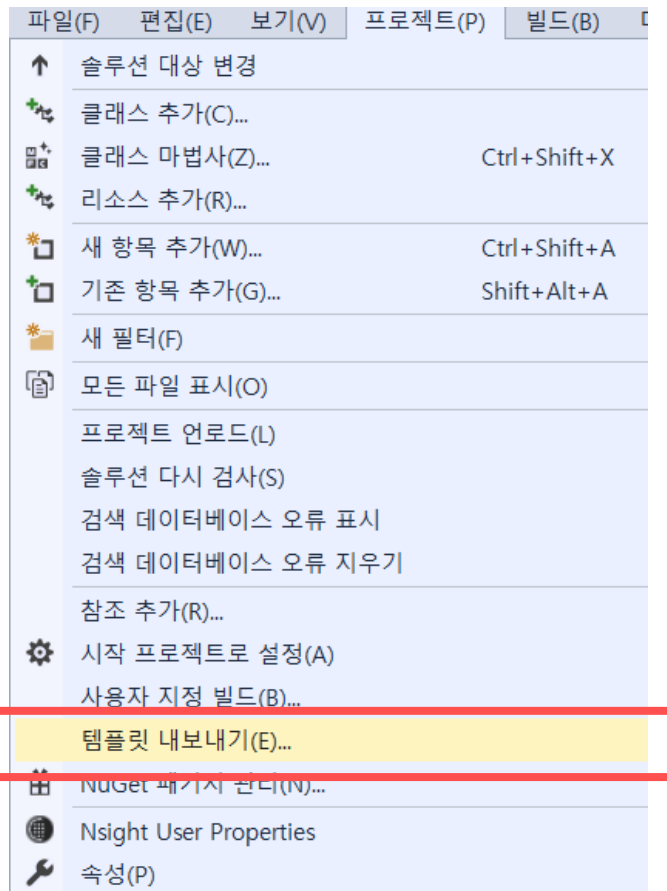 파일(F) 편집(E) 보기(V) 프로젝트(P) 빌드(B)
솔루션 대상 변경
클래스 추가(C)...
클래스 마법사(Z)... Ctrl+Shift+X
리소스 추가(R)...
새 항목 추가(W)... Ctrl+Shift+A
기존 항목 추가(G)... Shift+Alt+A
새 필터(F)
모든 파일 표시(O)
프로젝트 언로드(L)
솔루션 다시 검사(S)
검색 데이터베이스 오류 표시
검색 데이터베이스 오류 지우기
참조 추가(R)...
시작 프로젝트로 설정(A)
사용자 지정 빌드(B)...
템플릿 내보내기(E)...
NuGet 패키지 관리(N)...
Nsight User Properties
속성(P)